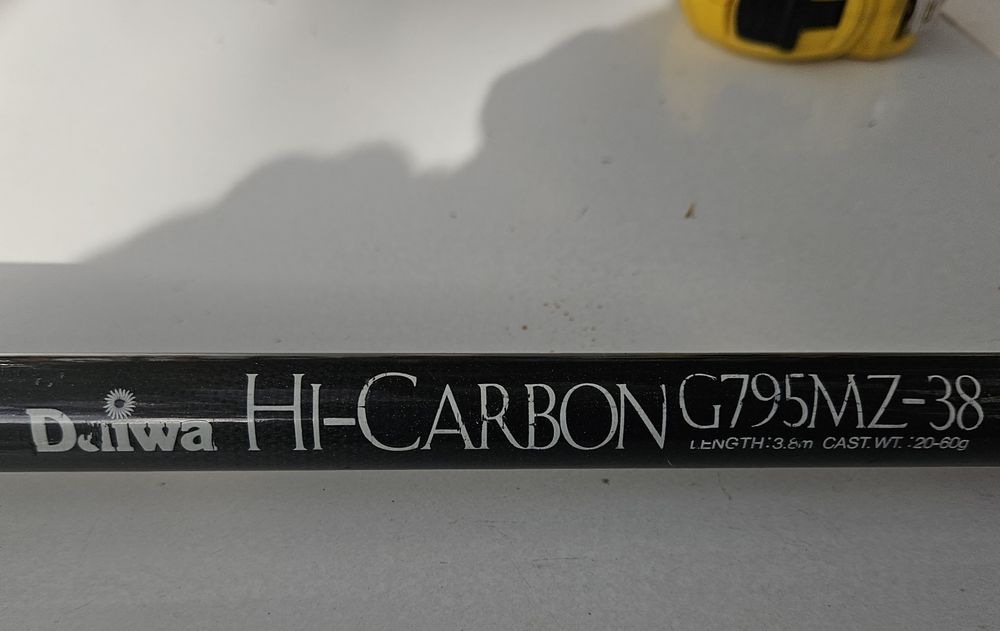 Daiwa HI-CARBON G795MZ-38
LENGTH:3.8m CAST.WT.:20-60g